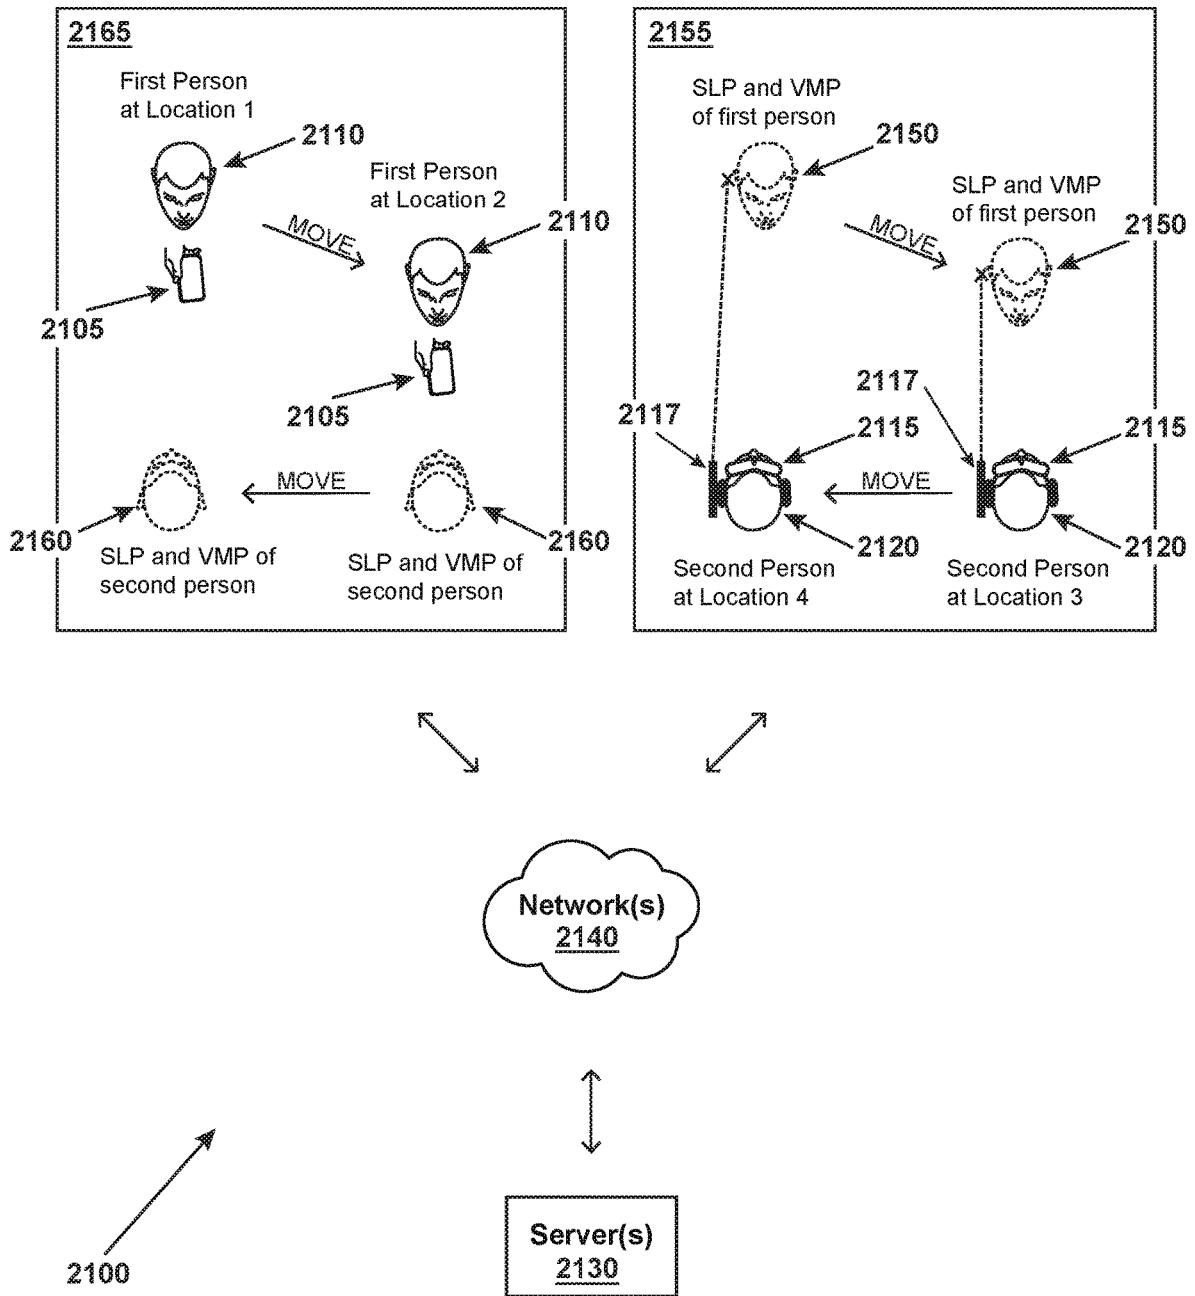 2165
First Person
at Location 1
2110
First Person
at Location 2
2110
MOVE
2105
2105
MOVE
2160
SLP and VMP of
second person
2160
SLP and VMP of
second person
2155
SLP and VMP
of first person
2150
SLP and VMP
of first person
2150
MOVE
2117
2117
2115
2115
MOVE
2120
2120
Second Person
at Location 4
Second Person
at Location 3
Network(s)
2140
2100
Server(s)
2130